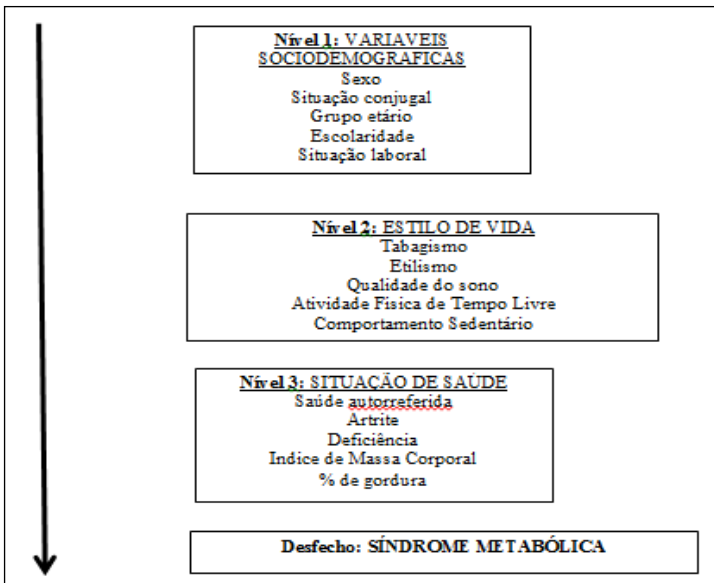 Nível 1: VARIAVEIS
SOCIODEMOGRAFICAS
Sexo
Situação conjugal
Grupo etário
Escolaridade
Situação laboral
Nível 2: ESTILO DE VIDA
Tabagismo
Etilismo
Qualidade do sono
Atividade Fisica de Tempo Livre
Comportamento Sedentário
Nível 3: SITUAÇÃO DE SAÚDE
Saúde autorreferida
Artrite
Deficiência
Indice de Massa Corporal
% de gordura
Desfecho: SÍNDROME METABÓLICA